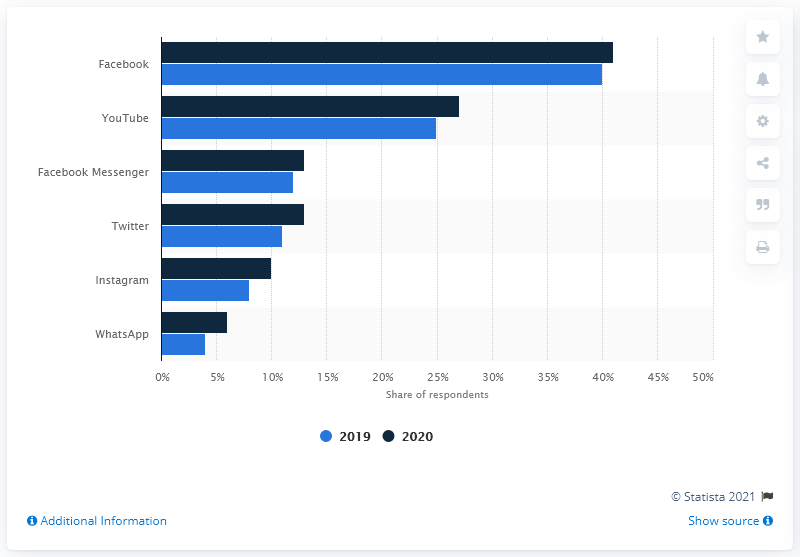 Facebook
YouTube
Facebook Messenger
Twitter
Instagram
WhatsApp
0% 5% 10% 15% 20% 25% 30% 35% 40% 45% 50%
Share of respondents
2019 2020
© Statista 2021
Additional Information Show source